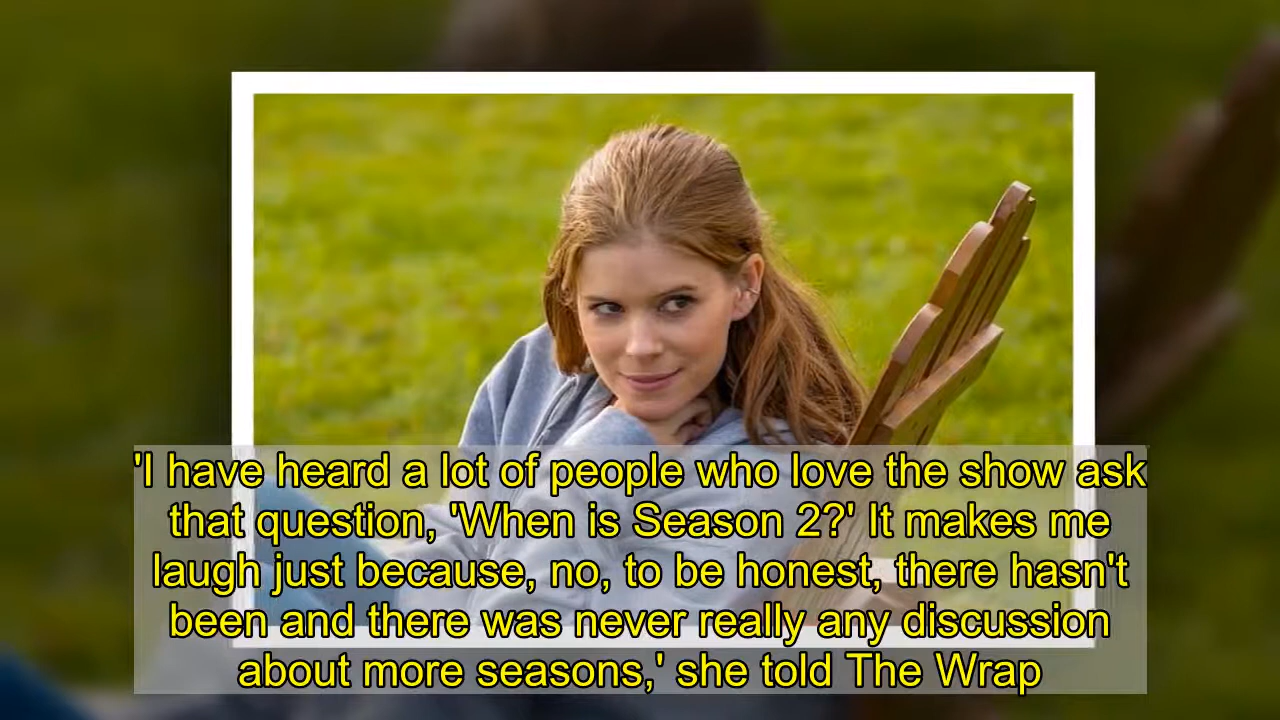 'I have heard a lot of people who love the show ask
that question, 'When is Season 2?' It makes me
laugh just because, no, to be honest, there hasn't
been and there was never really any discussion
about more seasons,' she told The Wrap